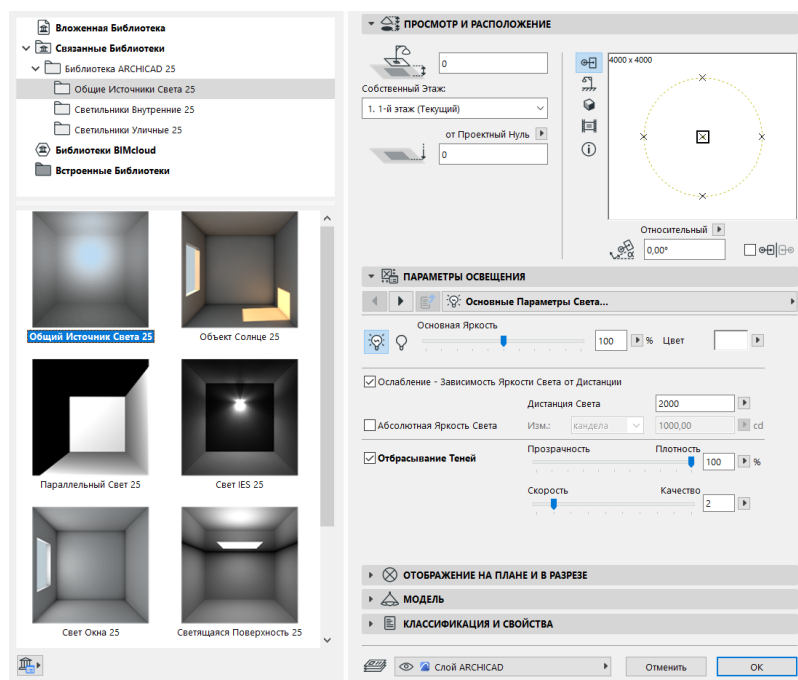 Вложенная Библиотека
Связанные Библиотеки
Библиотека ARCHICAD 25
Общие Источники Света 25
Светильники Внутренние 25
Светильники Уличные 25
Библиотеки BIMcloud
Встроенные Библиотеки
Общий Источник Света 25
Объект Солнце 25
Параллельный Свет 25
Свет IES 25
Свет Окна 25
Светящаяся Поверхность 25
ПРОСМОТР И РАСПОЛОЖЕНИЕ
0
Собственный Этаж:
1. 1-й этаж (Текущий)
от Проектный Нуль
0
4000 x 4000
Относительный
α
0,00°
ПАРАМЕТРЫ ОСВЕЩЕНИЯ
Основные Параметры Света...
Основная Яркость
100 % Цвет
Ослабление - Зависимость Яркости Света от Дистанции
Дистанция Света 2000
Абсолютная Яркость Света Изм.: кандела 1000,00 cd
Отбрасывание Теней
Прозрачность Плотность
100 %
Скорость Качество
2
ОТОБРАЖЕНИЕ НА ПЛАНЕ И В РАЗРЕЗЕ
МОДЕЛЬ
КЛАССИФИКАЦИЯ И СВОЙСТВА
Слой ARCHICAD
Отменить
OK